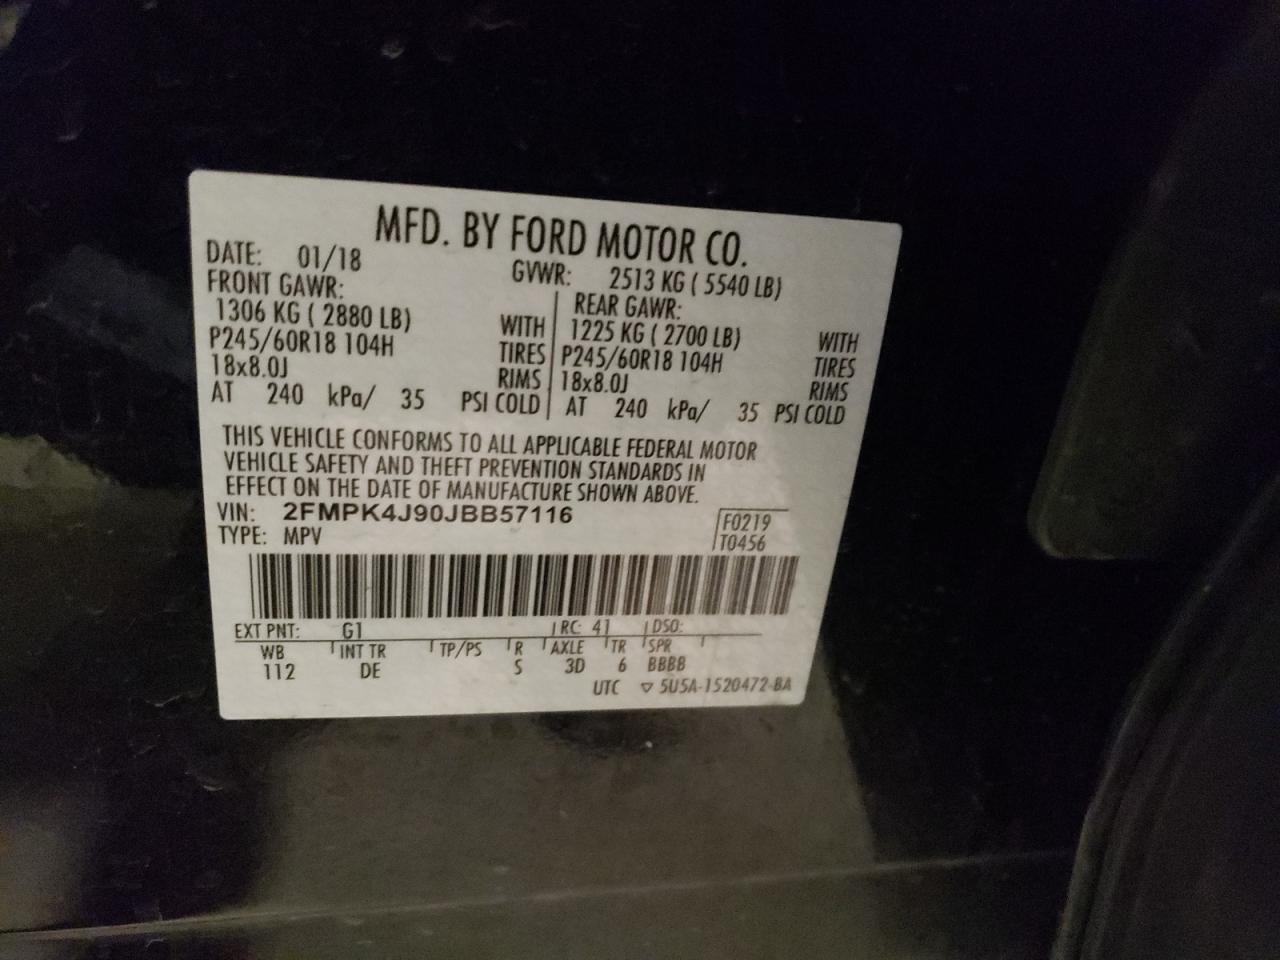 MFD. BY FORD MOTOR CO.
DATE: 01/18 GVWR: 2513 KG ( 5540 LB)
FRONT GAWR: REAR GAWR:
1306 KG ( 2880 LB) WITH 1225 KG ( 2700 LB) WITH
P245/60R18 104H TIRES P245/60R18 104H TIRES
18x8.0J RIMS 18x8.0J RIMS
AT 240 kPa/ 35 PSI COLD AT 240 kPa/ 35 PSI COLD
THIS VEHICLE CONFORMS TO ALL APPLICABLE FEDERAL MOTOR
VEHICLE SAFETY AND THEFT PREVENTION STANDARDS IN
EFFECT ON THE DATE OF MANUFACTURE SHOWN ABOVE.
VIN: 2FMPK4J90JBB57116 F0219
TYPE: MPV T0456
EXT PNT: G1 RC: 41 DSO:
WB INT TR TP/PS R AXLE TR SPR
112 DE S 3D 6 BBBB
UTC ▽ 5U5A-1520472-BA